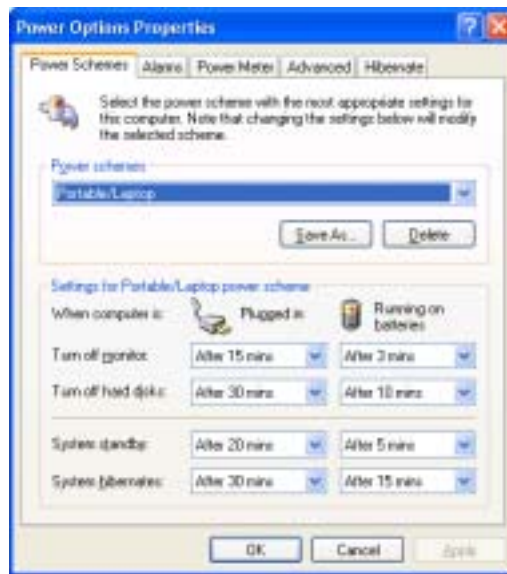 Power Options Properties
Power Schemes Alarms Power Meter Advanced Hibernate
Select the power scheme with the most appropriate settings for
this computer. Note that changing the settings below will modify
the selected scheme.
Power schemes
Portable/Laptop
Save As... Delete
Settings for Portable/Laptop power scheme
When computer is: Plugged in Running on
batteries
Turn off monitor: After 15 mins After 3 mins
Turn off hard disks: After 30 mins After 10 mins
System standby: After 20 mins After 5 mins
System hibernates: After 30 mins After 15 mins
OK Cancel Apply